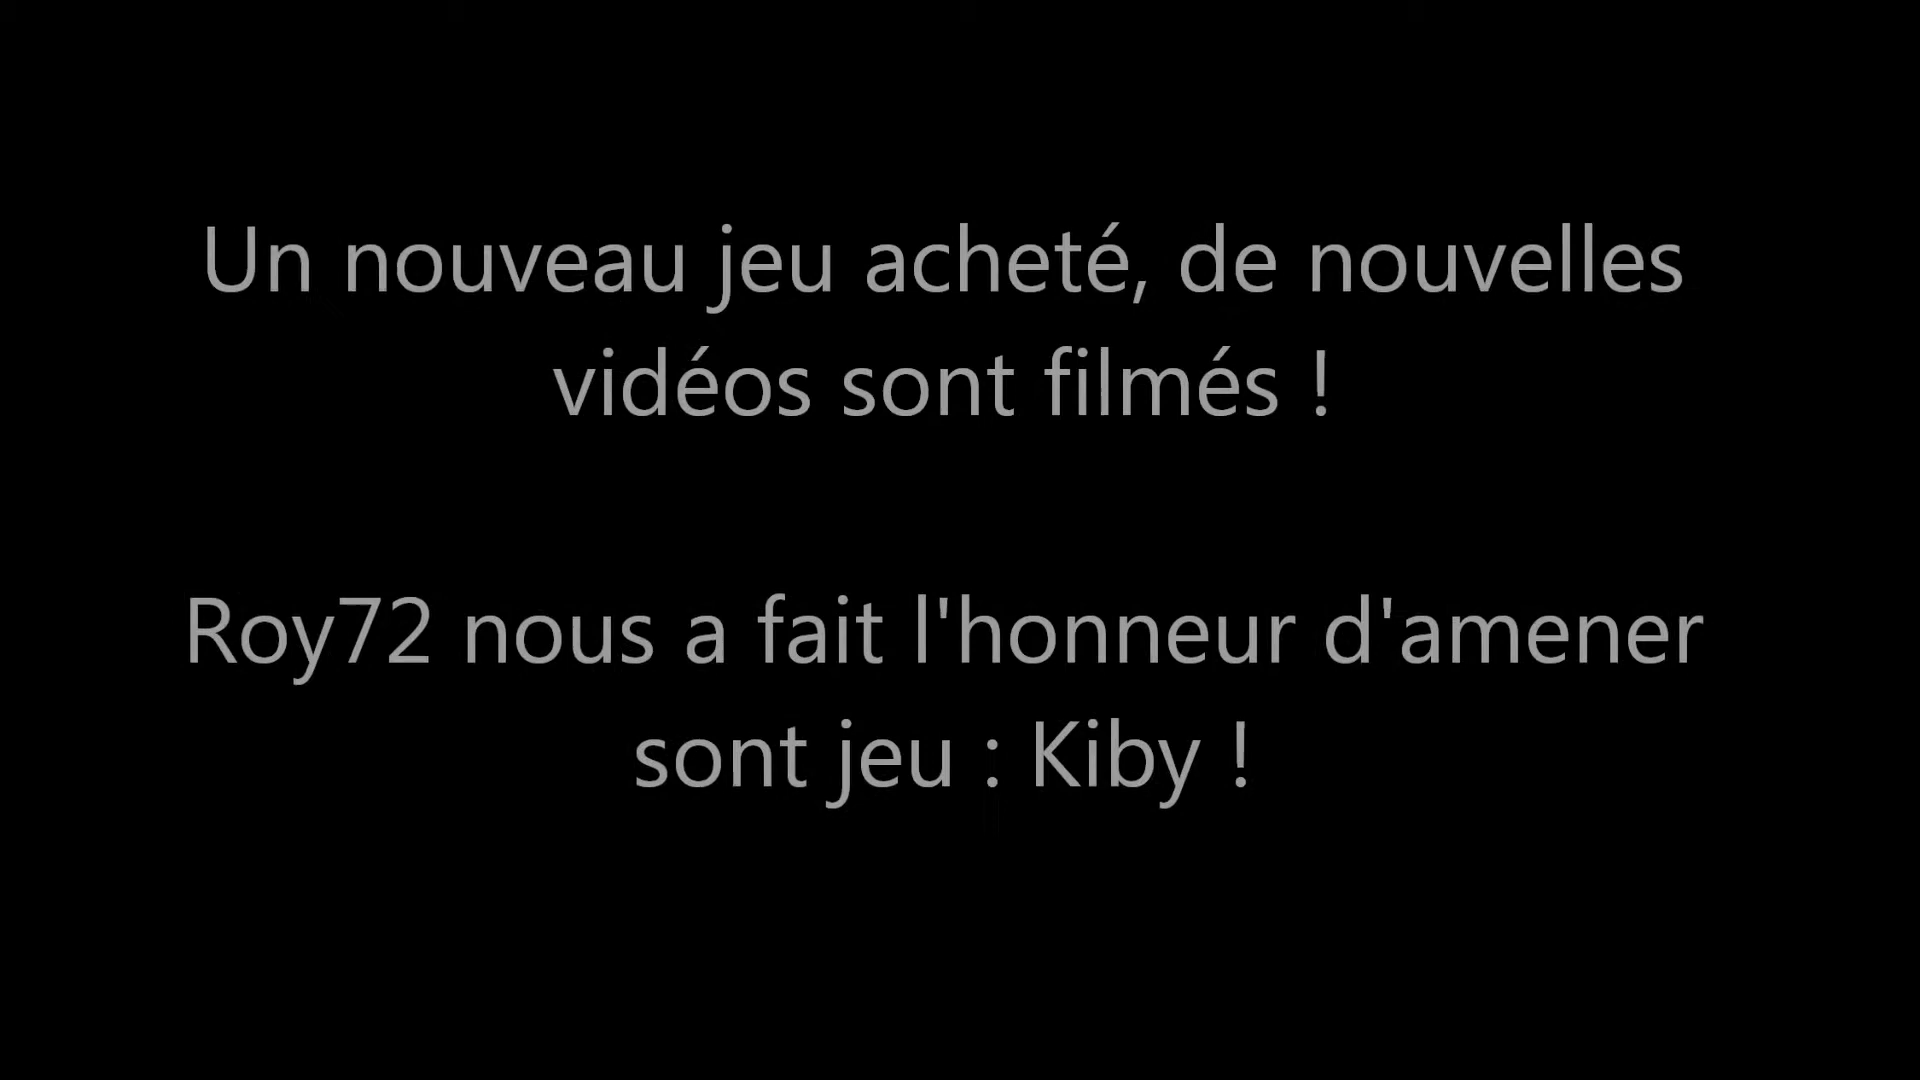 Un nouveau jeu acheté, de nouvelles
vidéos sont filmés !
Roy72 nous a fait l'honneur d'amener
sont jeu : Kiby !